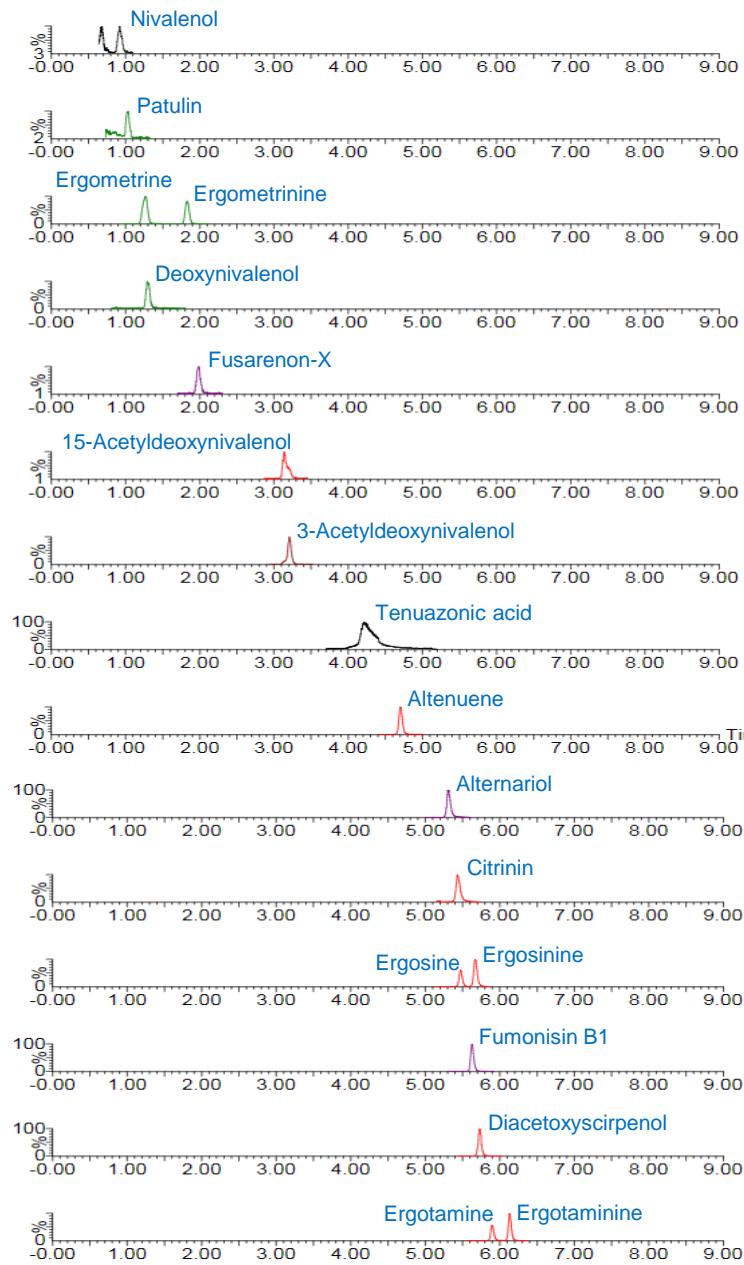 Nivalenol
%
3
-0.00 1.00 2.00 3.00 4.00 5.00 6.00 7.00 8.00 9.00
Patulin
%
2
-0.00 1.00 2.00 3.00 4.00 5.00 6.00 7.00 8.00 9.00
Ergometrine Ergometrinine
%
0
-0.00 1.00 2.00 3.00 4.00 5.00 6.00 7.00 8.00 9.00
Deoxynivalenol
%
0
-0.00 1.00 2.00 3.00 4.00 5.00 6.00 7.00 8.00 9.00
Fusarenon-X
%
1
-0.00 1.00 2.00 3.00 4.00 5.00 6.00 7.00 8.00 9.00
15-Acetyldeoxynivalenol
%
1
-0.00 1.00 2.00 3.00 4.00 5.00 6.00 7.00 8.00 9.00
3-Acetyldeoxynivalenol
%
0
-0.00 1.00 2.00 3.00 4.00 5.00 6.00 7.00 8.00 9.00
Tenuazonic acid
100
%
0
-0.00 1.00 2.00 3.00 4.00 5.00 6.00 7.00 8.00 9.00
Altenuene
%
0
-0.00 1.00 2.00 3.00 4.00 5.00 6.00 7.00 8.00 9.00
Alternariol
100
%
0
-0.00 1.00 2.00 3.00 4.00 5.00 6.00 7.00 8.00 9.00
Citrinin
%
0
-0.00 1.00 2.00 3.00 4.00 5.00 6.00 7.00 8.00 9.00
Ergosine Ergosinine
%
0
-0.00 1.00 2.00 3.00 4.00 5.00 6.00 7.00 8.00 9.00
Fumonisin B1
100
%
0
-0.00 1.00 2.00 3.00 4.00 5.00 6.00 7.00 8.00 9.00
Diacetoxyscirpenol
100
%
0
-0.00 1.00 2.00 3.00 4.00 5.00 6.00 7.00 8.00 9.00
Ergotamine Ergotaminine
%
0
-0.00 1.00 2.00 3.00 4.00 5.00 6.00 7.00 8.00 9.00